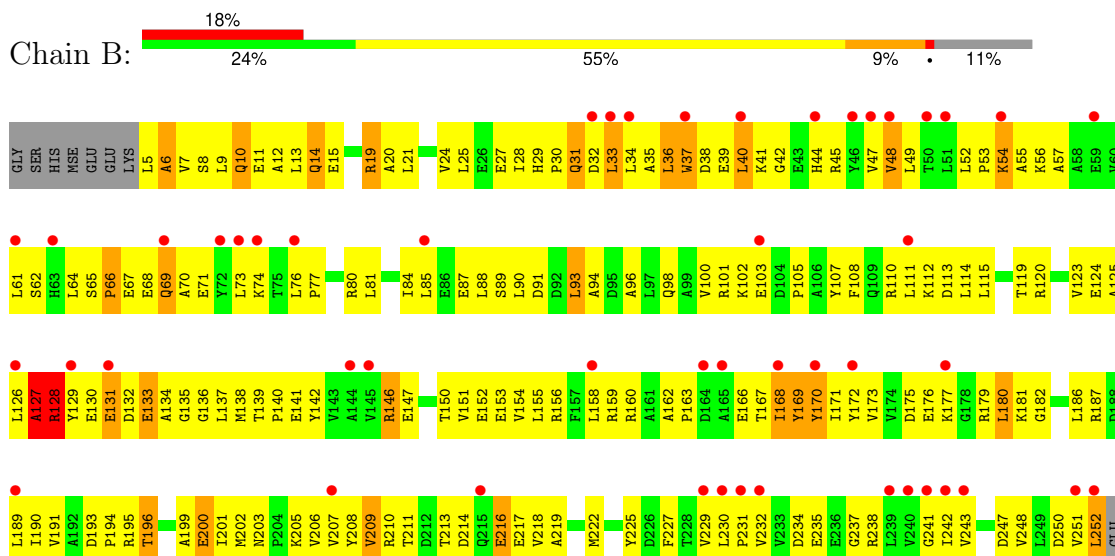 18%
Chain B:
24% 55% 9% • 11%
GLY SER HIS MSE GLU GLU LYS L5 A6 V7 S8 L9 Q10 E11 A12 L13 Q14 E15 R19 A20 L21 V24 L25 E26 E27 I28 H29 P30 Q31 D32 L33 L34 A35 L36 W37 D38 E39 L40 K41 G42 E43 H44 R45 Y46 V47 V48 L49 T50 L51 L52 P53 K54 A55 K56 A57 A58 E59 V60
L61 S62 H63 L64 S65 P66 E67 E68 Q69 A70 E71 Y72 L73 K74 T75 L76 P77 R80 L81 I84 L85 E86 E87 L88 S89 L90 D91 D92 L93 A94 D95 A96 L97 Q98 A99 V100 R101 K102 E103 D104 P105 A106 Y107 F108 Q109 R110 L111 K112 D113 L114 L115 T119 R120 V123 E124 A125
L126 A127 R128 Y129 E130 E131 D132 E133 A134 G135 G136 L137 M138 T139 P140 E141 Y142 V143 A144 V145 R146 E147 T150 V151 E152 E153 V154 L155 R156 F157 L158 R159 R160 A161 A162 P163 D164 A165 E166 T167 I168 Y169 Y170 I171 Y172 V173 V174 D175 E176 K177 G178 R179 L180 K181 G182 L186 R187 D188
L189 I190 V191 A192 D193 P194 R195 T196 A199 E200 I201 M202 N203 P204 K205 V206 V207 Y208 V209 R210 T211 D212 T213 D214 Q215 E216 E217 V218 A219 M222 Y225 D226 F227 T228 V229 L230 P231 V232 V233 D234 E235 E236 G237 R238 L239 V240 G241 I242 V243 D247 V248 L249 D250 V251 L252